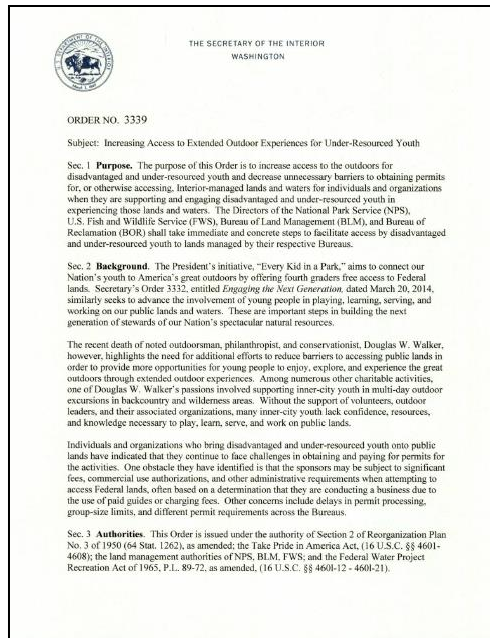 THE SECRETARY OF THE INTERIOR
WASHINGTON
ORDER NO. 3339
Subject: Increasing Access to Extended Outdoor Experiences for Under-Resourced Youth
Sec. 1 Purpose. The purpose of this Order is to increase access to the outdoors for
disadvantaged and under-resourced youth and decrease unnecessary barriers to obtaining permits
for, or otherwise accessing, Interior-managed lands and waters for individuals and organizations
when they are supporting and engaging disadvantaged and under-resourced youth in
experiencing those lands and waters. The Directors of the National Park Service (NPS),
U.S. Fish and Wildlife Service (FWS), Bureau of Land Management (BLM), and Bureau of
Reclamation (BOR) shall take immediate and concrete steps to facilitate access by disadvantaged
and under-resourced youth to lands managed by their respective Bureaus.
Sec. 2 Background. The President's initiative, "Every Kid in a Park," aims to connect our
Nation's youth to America's great outdoors by offering fourth graders free access to Federal
lands. Secretary's Order 3332, entitled Engaging the Next Generation, dated March 20, 2014,
similarly seeks to advance the involvement of young people in playing, learning, serving, and
working on our public lands and waters. These are important steps in building the next
generation of stewards of our Nation's spectacular natural resources.
The recent death of noted outdoorsman, philanthropist, and conservationist, Douglas W. Walker,
however, highlights the need for additional efforts to reduce barriers to accessing public lands in
order to provide more opportunities for young people to enjoy, explore, and experience the great
outdoors through extended outdoor experiences. Among numerous other charitable activities,
one of Douglas W. Walker's passions involved supporting inner-city youth in multi-day outdoor
excursions in backcountry and wilderness areas. Without the support of volunteers, outdoor
leaders, and their associated organizations, many inner-city youth lack confidence, resources,
and knowledge necessary to play, learn, serve, and work on public lands.
Individuals and organizations who bring disadvantaged and under-resourced youth onto public
lands have indicated that they continue to face challenges in obtaining and paying for permits for
the activities. One obstacle they have identified is that the sponsors may be subject to significant
fees, commercial use authorizations, and other administrative requirements when attempting to
access Federal lands, often based on a determination that they are conducting a business due to
the use of paid guides or charging fees. Other concerns include delays in permit processing,
group-size limits, and different permit requirements across the Bureaus.
Sec. 3 Authorities. This Order is issued under the authority of Section 2 of Reorganization Plan
No. 3 of 1950 (64 Stat. 1262), as amended; the Take Pride in America Act, (16 U.S.C. §§ 4601-
4608); the land management authorities of NPS, BLM, FWS; and the Federal Water Project
Recreation Act of 1965, P.L. 89-72, as amended, (16 U.S.C. §§ 460l-12 - 460l-21).